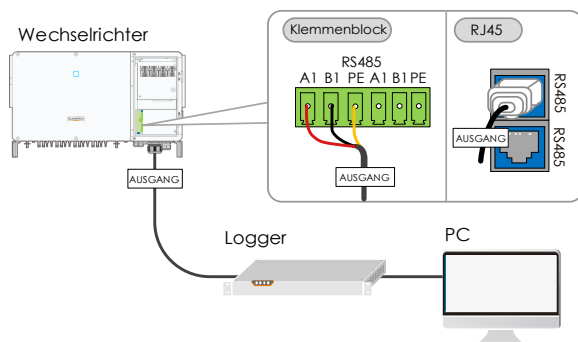 Wechselrichter
Klemmenblock
RJ45
RS485
A1 B1 PE A1 B1 PE
RS485
RS485
AUSGANG
AUSGANG
AUSGANG
Logger
PC